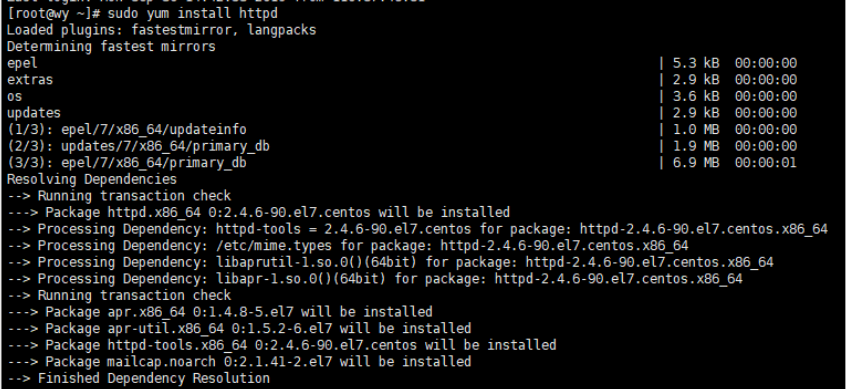 [root@wy ~]# sudo yum install httpd
Loaded plugins: fastestmirror, langpacks
Determining fastest mirrors
epel | 5.3 kB 00:00:00
extras | 2.9 kB 00:00:00
os | 3.6 kB 00:00:00
updates | 2.9 kB 00:00:00
(1/3): epel/7/x86_64/updateinfo | 1.0 MB 00:00:00
(2/3): updates/7/x86_64/primary_db | 1.9 MB 00:00:00
(3/3): epel/7/x86_64/primary_db | 6.9 MB 00:00:01
Resolving Dependencies
--> Running transaction check
---> Package httpd.x86_64 0:2.4.6-90.el7.centos will be installed
--> Processing Dependency: httpd-tools = 2.4.6-90.el7.centos for package: httpd-2.4.6-90.el7.centos.x86_64
--> Processing Dependency: /etc/mime.types for package: httpd-2.4.6-90.el7.centos.x86_64
--> Processing Dependency: libaprutil-1.so.0()(64bit) for package: httpd-2.4.6-90.el7.centos.x86_64
--> Processing Dependency: libapr-1.so.0()(64bit) for package: httpd-2.4.6-90.el7.centos.x86_64
--> Running transaction check
---> Package apr.x86_64 0:1.4.8-5.el7 will be installed
---> Package apr-util.x86_64 0:1.5.2-6.el7 will be installed
---> Package httpd-tools.x86_64 0:2.4.6-90.el7.centos will be installed
---> Package mailcap.noarch 0:2.1.41-2.el7 will be installed
--> Finished Dependency Resolution